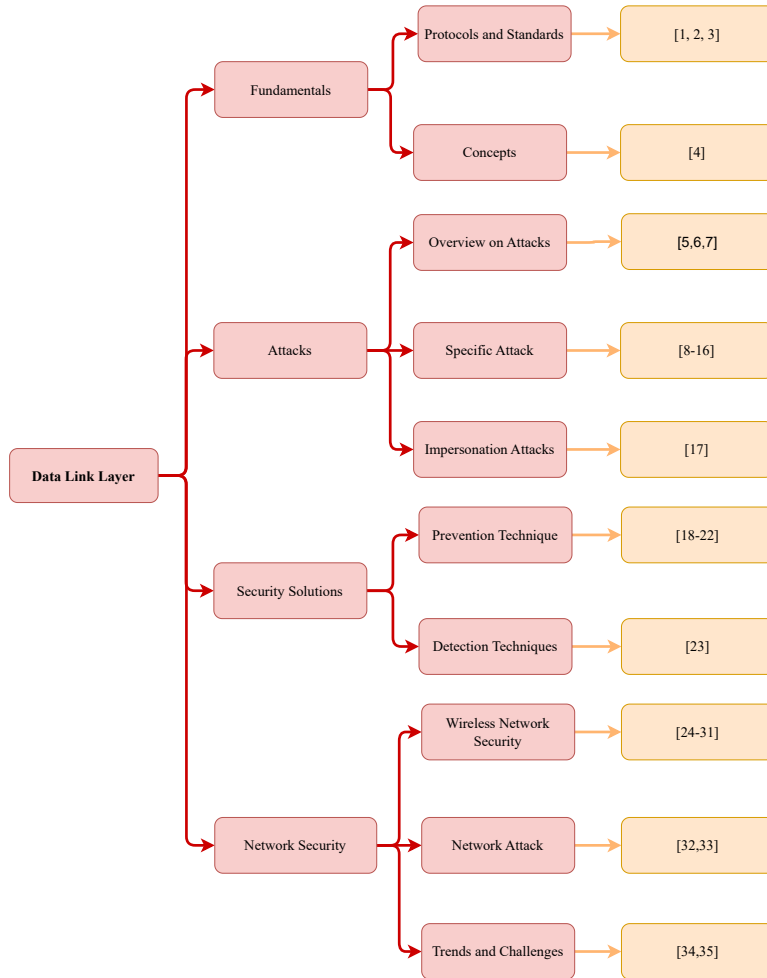 Protocols and Standards
[1, 2, 3]
Fundamentals
Concepts
[4]
Overview on Attacks
[5,6,7]
Attacks
Specific Attack
[8-16]
Impersonation Attacks
[17]
Data Link Layer
Prevention Technique
[18-22]
Security Solutions
Detection Techniques
[23]
Wireless Network
Security
[24-31]
Network Security
Network Attack
[32,33]
Trends and Challenges
[34,35]